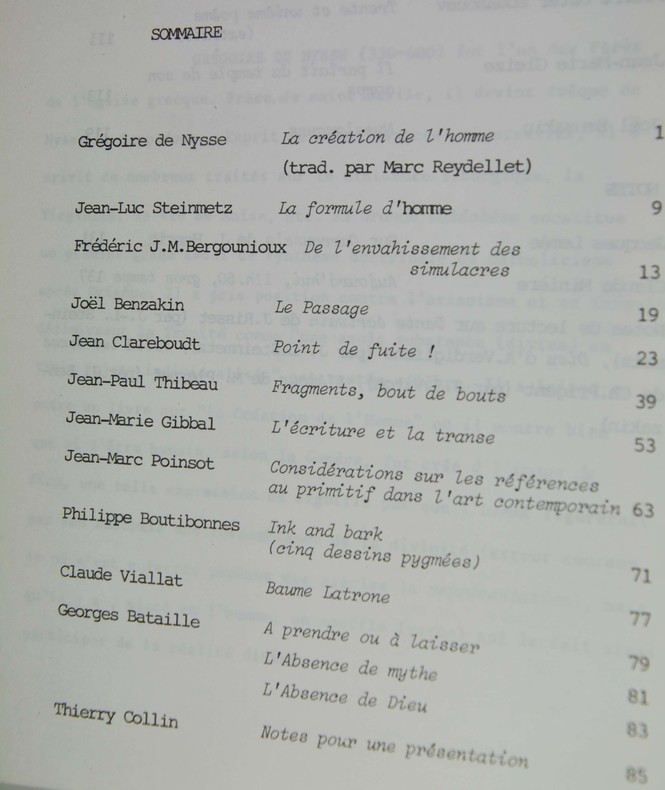 SOMMAIRE
Grégoire de Nysse La création de l'homme 1
(trad. par Marc Reydellet)
Jean-Luc Steinmetz La formule d'homme 9
Frédéric J.M.Bergounioux De l'envahissement des
simulacres 13
Joël Benzakin Le Passage 19
Jean Clareboudt Point de fuite ! 23
Jean-Paul Thibeau Fragments, bout de bouts 39
Jean-Marie Gibbal L'écriture et la transe 53
Jean-Marc Poinsot Considérations sur les références
au primitif dans l'art contemporain 63
Philippe Boutibonnes Ink and bark
(cinq dessins pygmées) 71
Claude Viallat Baume Latrone 77
Georges Bataille A prendre ou à laisser 79
L'Absence de mythe 81
L'Absence de Dieu 83
Thierry Collin Notes pour une présentation 85